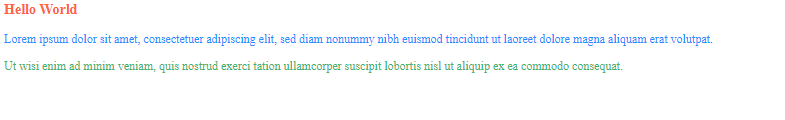 Hello World
Lorem ipsum dolor sit amet, consectetuer adipiscing elit, sed diam nonummy nibh euismod tincidunt ut laoreet dolore magna aliquam erat volutpat.
Ut wisi enim ad minim veniam, quis nostrud exerci tation ullamcorper suscipit lobortis nisl ut aliquip ex ea commodo consequat.